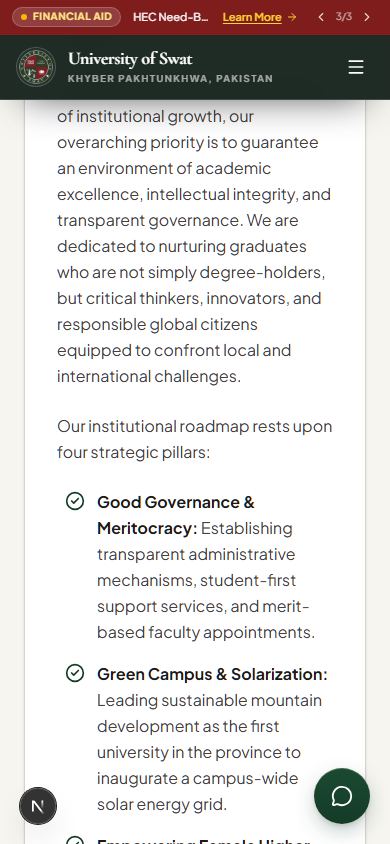 FINANCIAL AID HEC Need-B... Learn More → 3/3
University of Swat
KHYBER PAKHTUNKHWA, PAKISTAN
of institutional growth, our
overarching priority is to guarantee
an environment of academic
excellence, intellectual integrity, and
transparent governance. We are
dedicated to nurturing graduates
who are not simply degree-holders,
but critical thinkers, innovators, and
responsible global citizens
equipped to confront local and
international challenges.
Our institutional roadmap rests upon
four strategic pillars:
Good Governance &
Meritocracy: Establishing
transparent administrative
mechanisms, student-first
support services, and merit-
based faculty appointments.
Green Campus & Solarization:
Leading sustainable mountain
development as the first
university in the province to
inaugurate a campus-wide
solar energy grid.
N
Empowering Female Higher